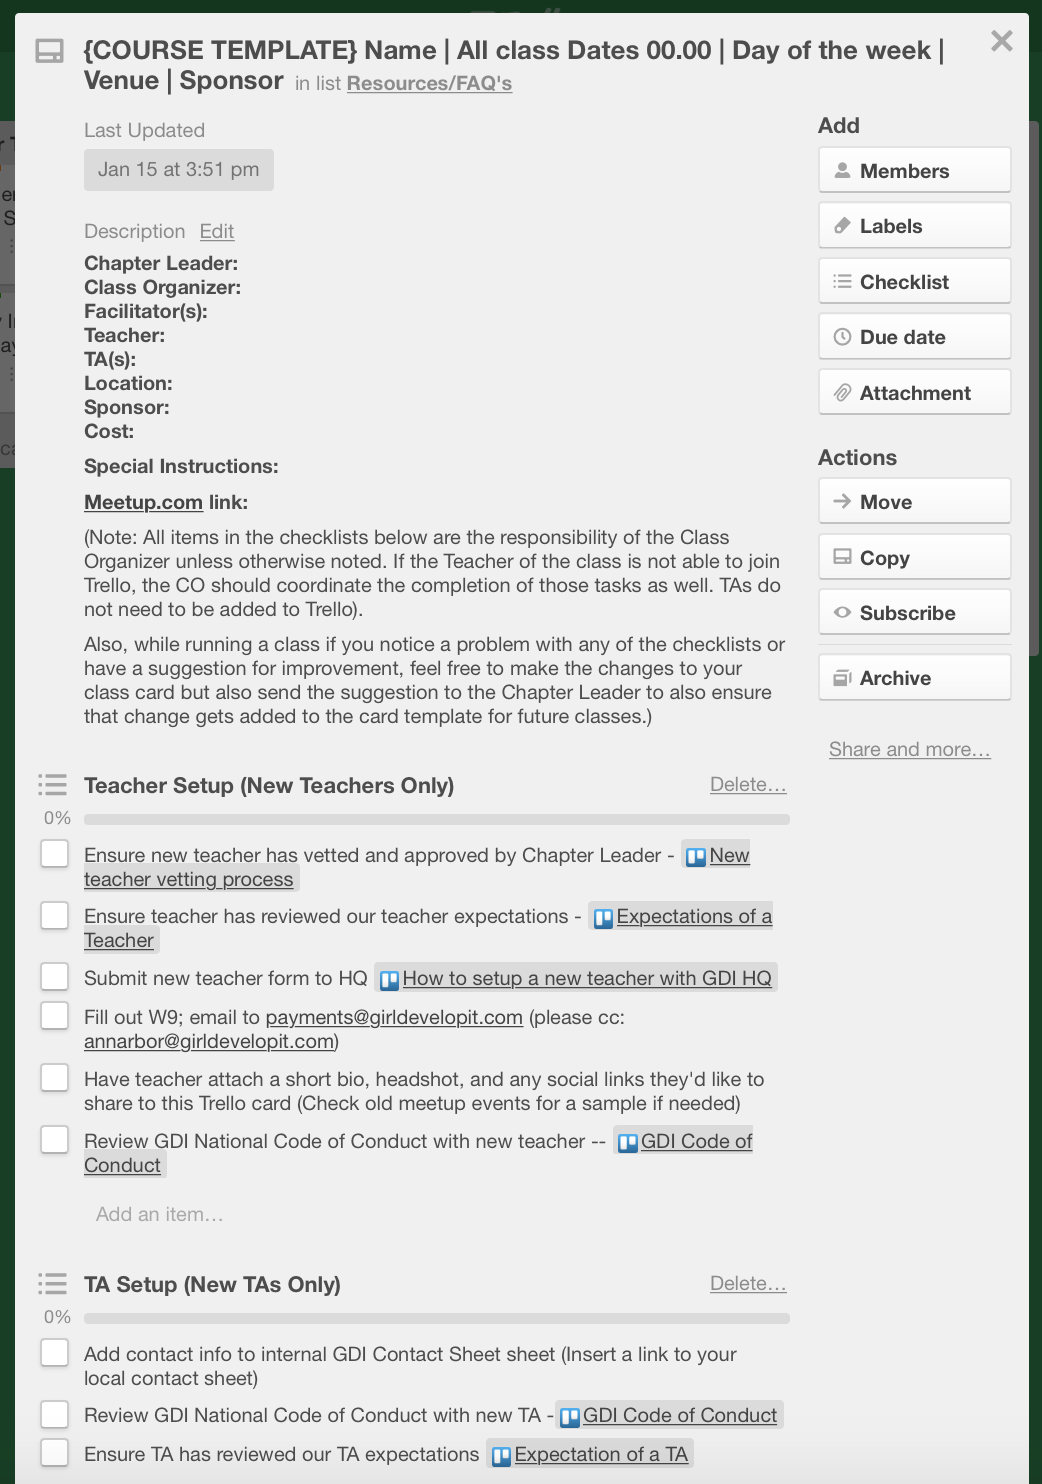 {COURSE TEMPLATE} Name | All class Dates 00.00 | Day of the week |
Venue | Sponsor in list Resources/FAQ's
Last Updated
Jan 15 at 3:51 pm
Description Edit
Chapter Leader:
Class Organizer:
Facilitator(s):
Teacher:
TA(s):
Location:
Sponsor:
Cost:
Special Instructions:
Meetup.com link:
(Note: All items in the checklists below are the responsibility of the Class
Organizer unless otherwise noted. If the Teacher of the class is not able to join
Trello, the CO should coordinate the completion of those tasks as well. TAs do
not need to be added to Trello).
Also, while running a class if you notice a problem with any of the checklists or
have a suggestion for improvement, feel free to make the changes to your
class card but also send the suggestion to the Chapter Leader to also ensure
that change gets added to the card template for future classes.)
Teacher Setup (New Teachers Only) Delete…
0%
Ensure new teacher has vetted and approved by Chapter Leader - New
teacher vetting process
Ensure teacher has reviewed our teacher expectations - Expectations of a
Teacher
Submit new teacher form to HQ How to setup a new teacher with GDI HQ
Fill out W9; email to payments@girldevelopit.com (please cc:
annarbor@girldevelopit.com)
Have teacher attach a short bio, headshot, and any social links they'd like to
share to this Trello card (Check old meetup events for a sample if needed)
Review GDI National Code of Conduct with new teacher -- GDI Code of
Conduct
Add an item…
TA Setup (New TAs Only) Delete…
0%
Add contact info to internal GDI Contact Sheet sheet (Insert a link to your
local contact sheet)
Review GDI National Code of Conduct with new TA - GDI Code of Conduct
Ensure TA has reviewed our TA expectations Expectation of a TA
Add
Members
Labels
Checklist
Due date
Attachment
Actions
Move
Copy
Subscribe
Archive
Share and more…